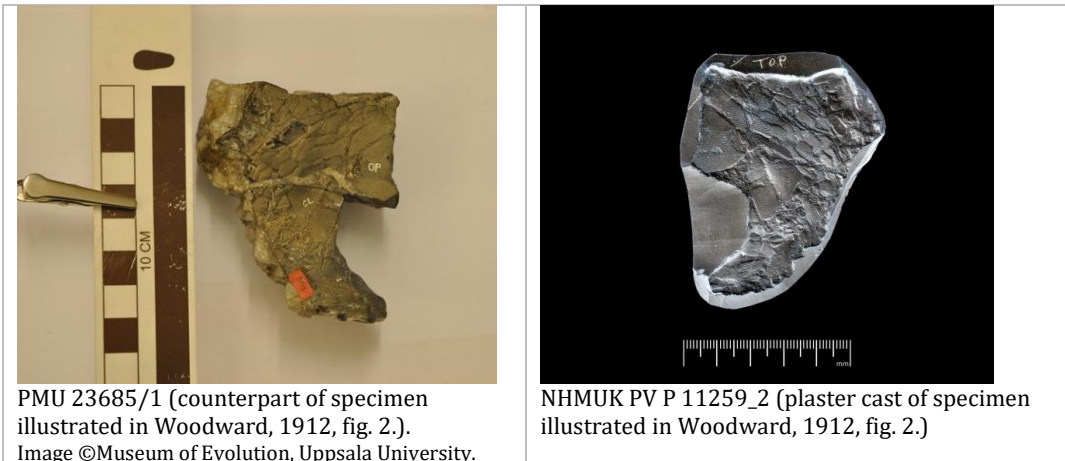 10 CM
OP
CL
TOP
mm
PMU 23685/1 (counterpart of specimen
illustrated in Woodward, 1912, fig. 2.).
Image ©Museum of Evolution, Uppsala University.
NHMUK PV P 11259_2 (plaster cast of specimen
illustrated in Woodward, 1912, fig. 2.)